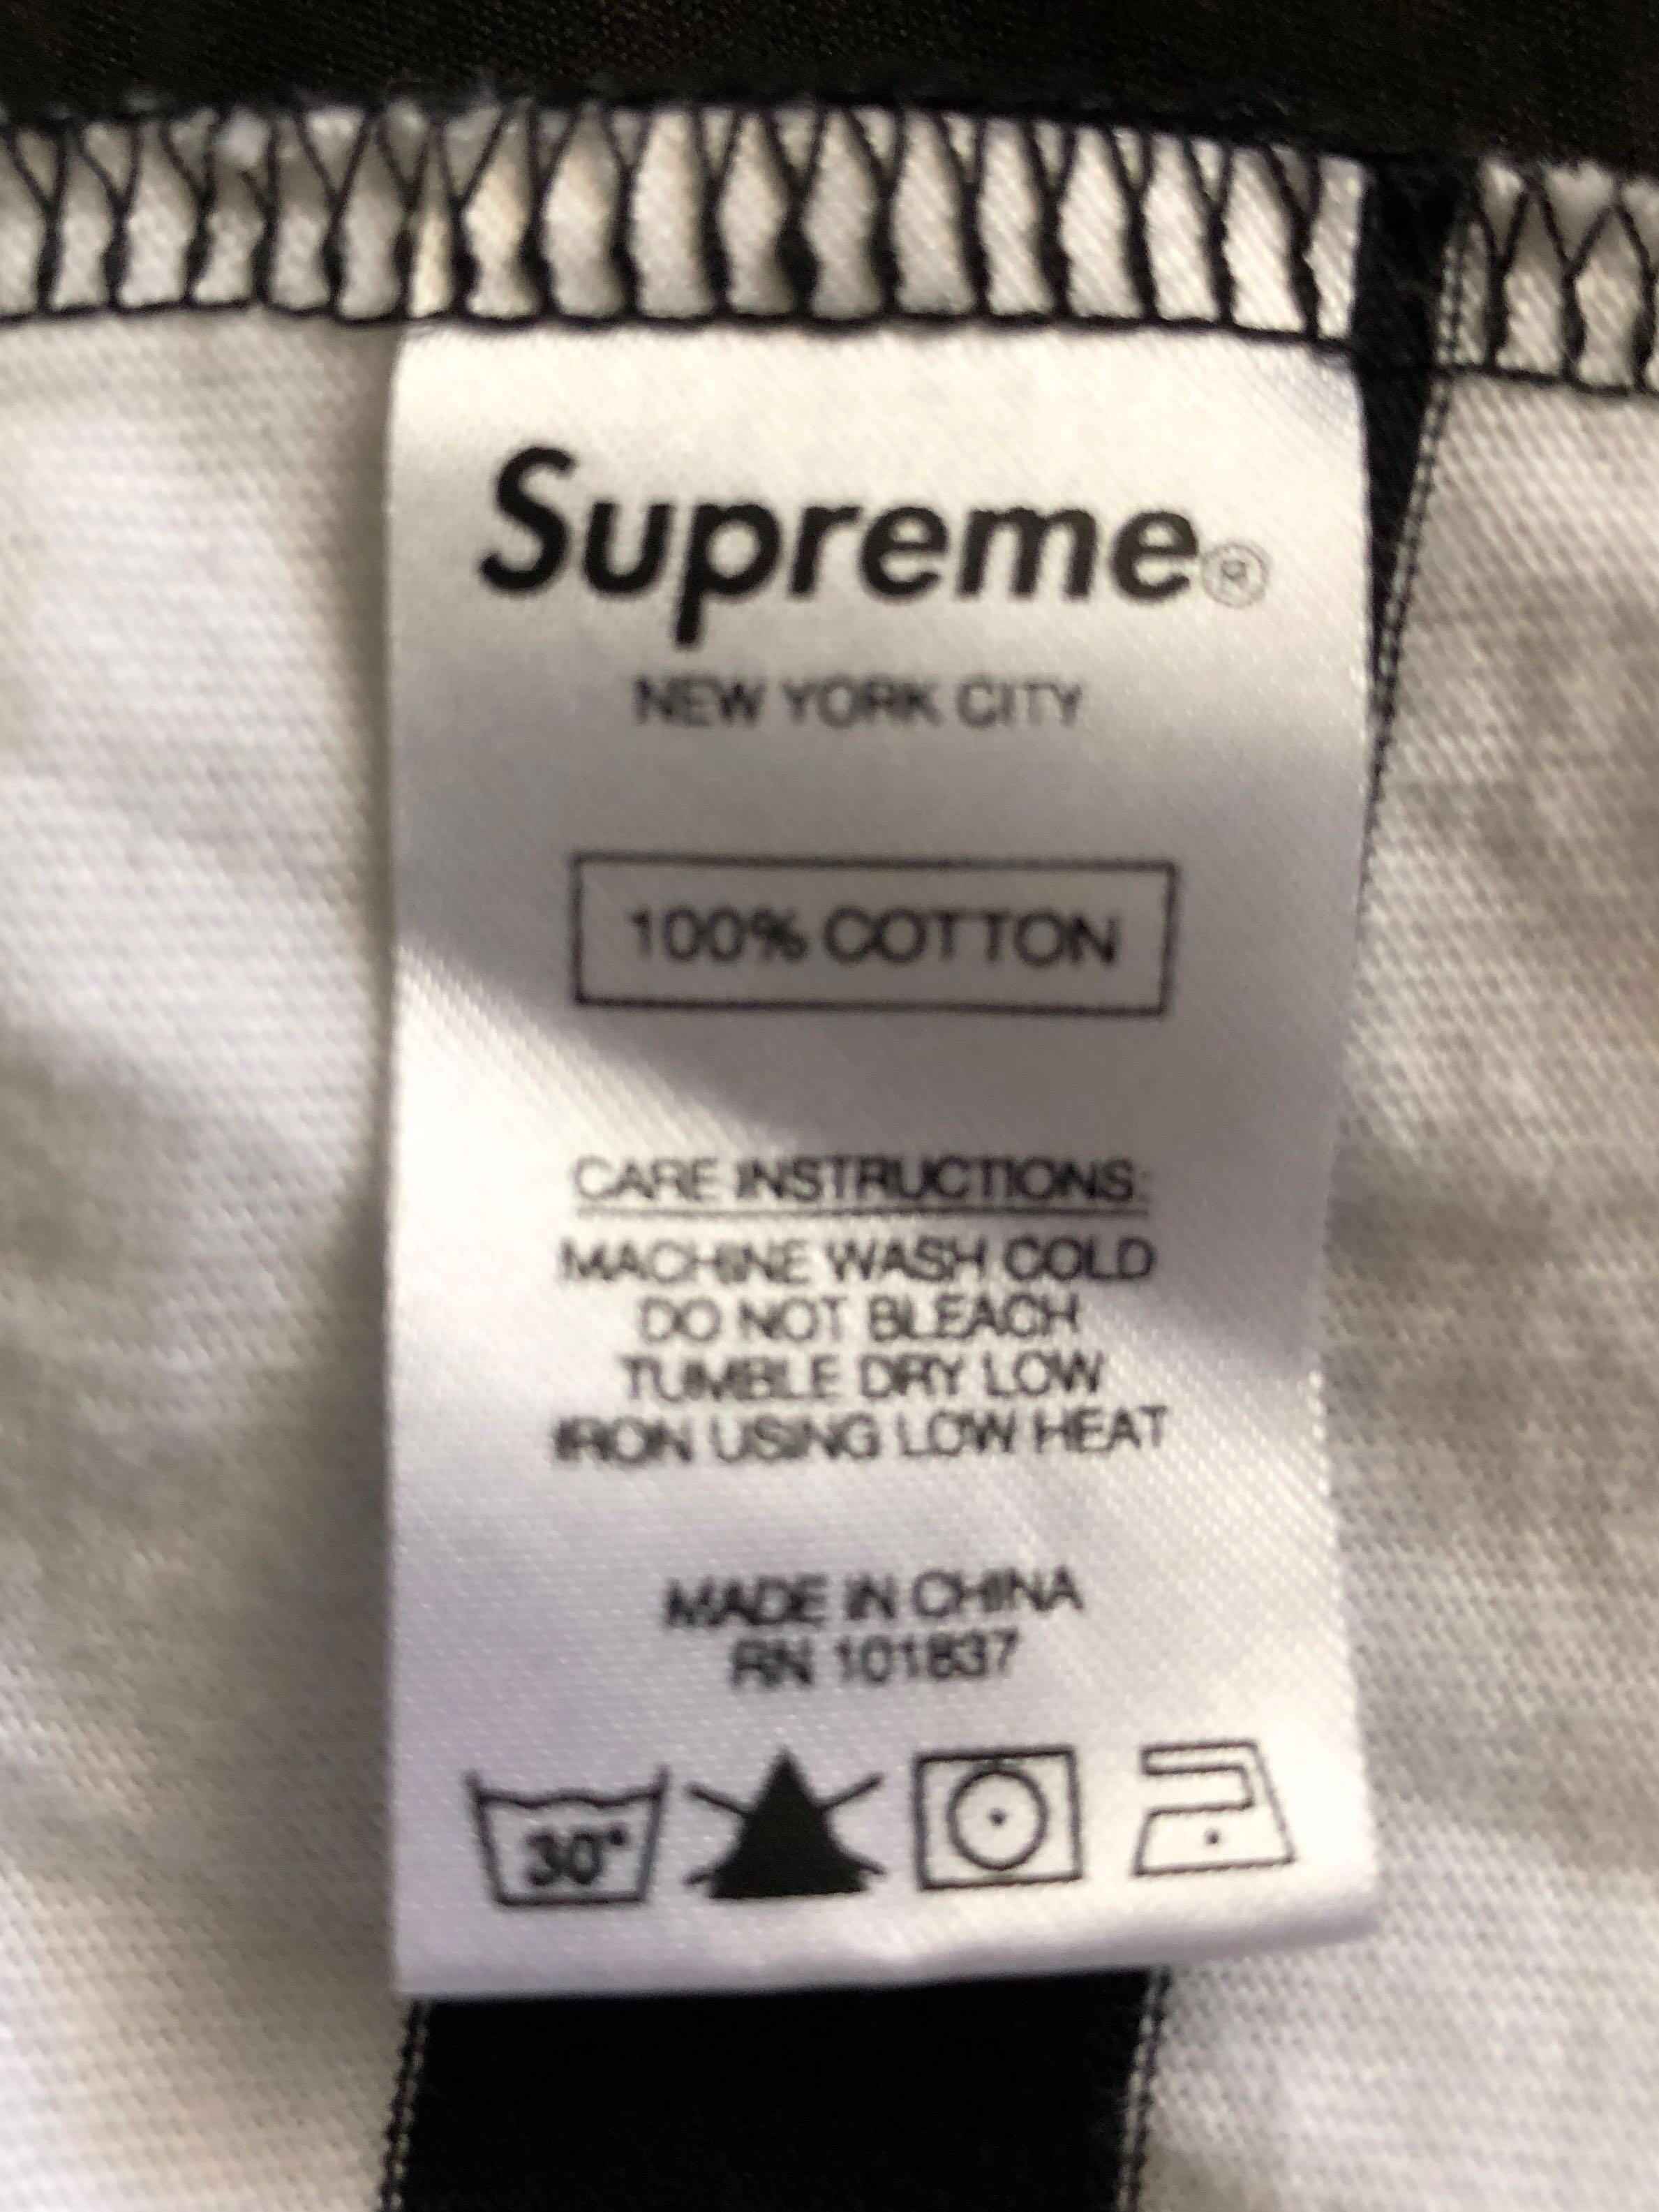 Supreme®
NEW YORK CITY
100% COTTON
CARE INSTRUCTIONS:
MACHINE WASH COLD
DO NOT BLEACH
TUMBLE DRY LOW
IRON USING LOW HEAT
MADE IN CHINA
RN 101837
30°